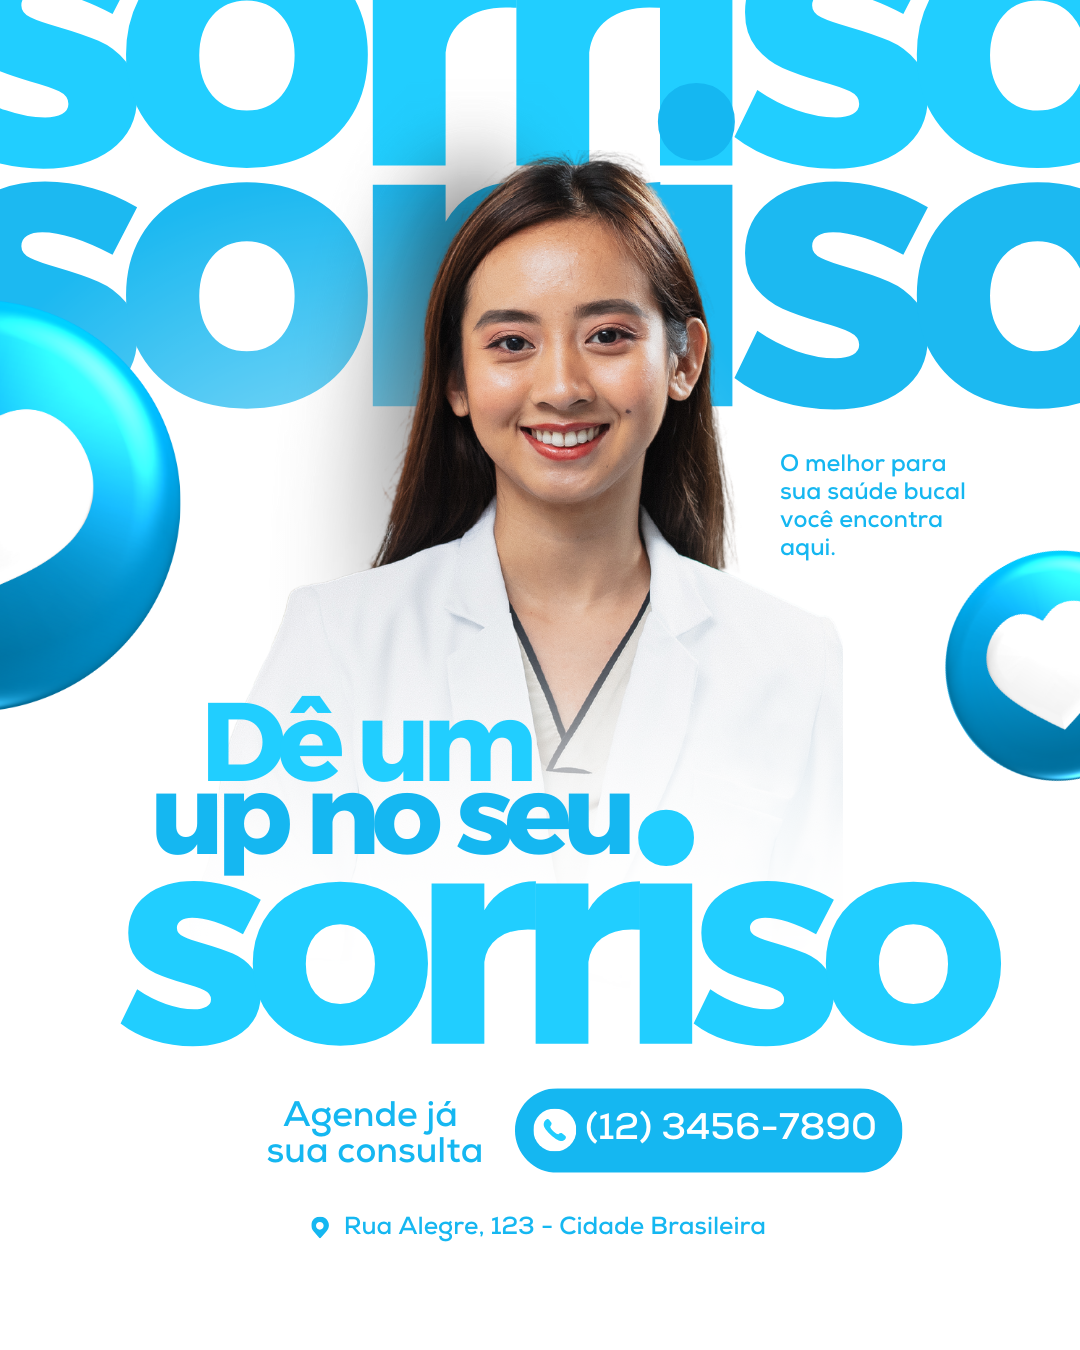 sorriso
sorriso
O melhor para
sua saúde bucal
você encontra
aqui.
Dê um
up no seu
sorriso
Agende já
sua consulta
(12) 3456-7890
Rua Alegre, 123 - Cidade Brasileira